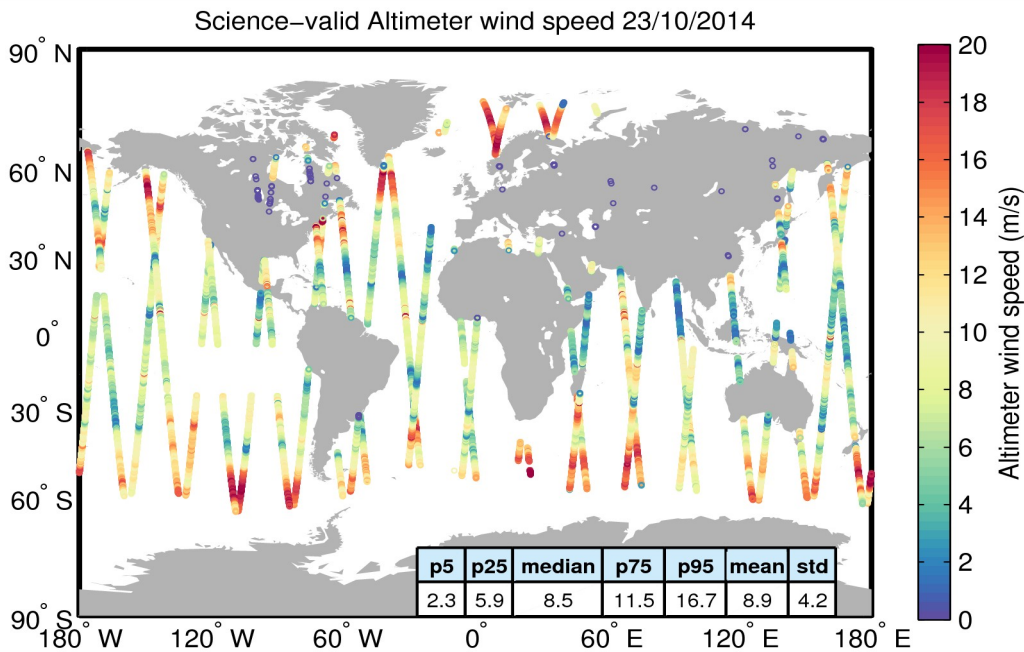 Science−valid Altimeter wind speed 23/10/2014
90° N
60° N
30° N
0°
30° S
60° S
90° S
180° W
120° W
60° W
0°
60° E
120° E
180° E
p5 p25 median p75 p95 mean std
2.3 5.9 8.5 11.5 16.7 8.9 4.2
20
18
16
14
12
10
8
6
4
2
0
Altimeter wind speed (m/s)